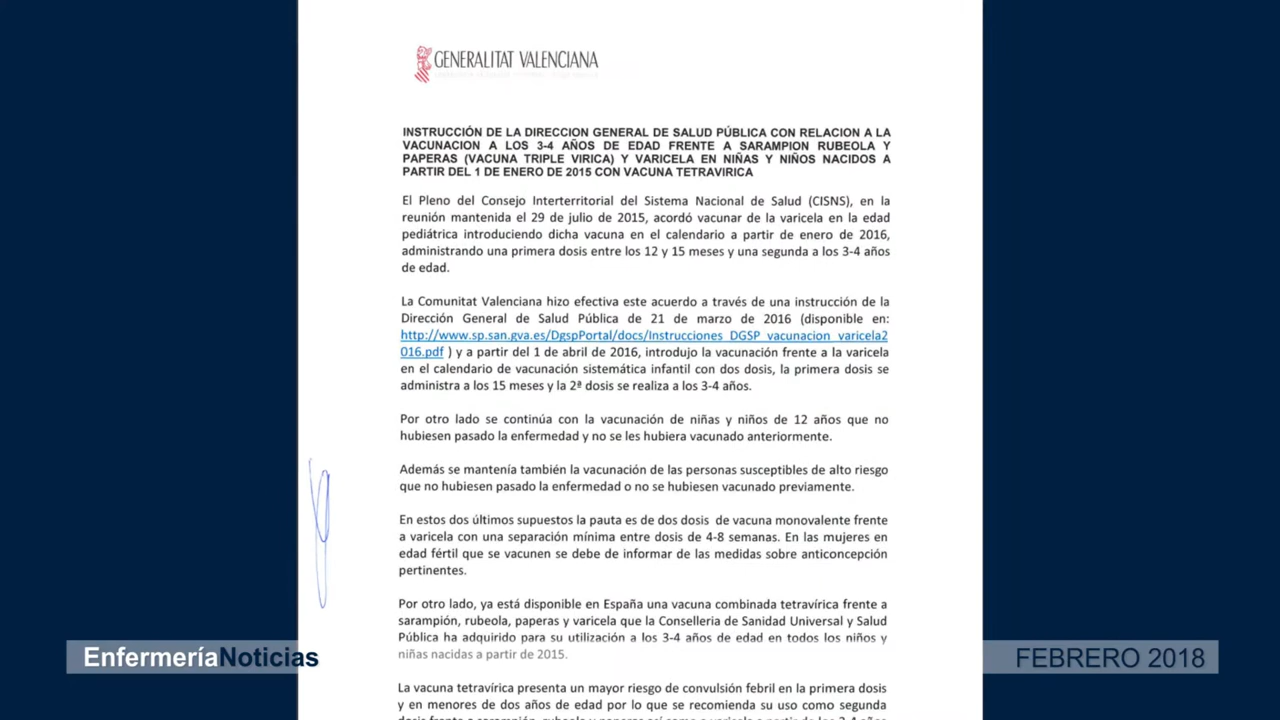 GENERALITAT VALENCIANA
INSTRUCCIÓN DE LA DIRECCION GENERAL DE SALUD PÚBLICA CON RELACION A LA
VACUNACION A LOS 3-4 AÑOS DE EDAD FRENTE A SARAMPION RUBEOLA Y
PAPERAS (VACUNA TRIPLE VIRICA) Y VARICELA EN NIÑAS Y NIÑOS NACIDOS A
PARTIR DEL 1 DE ENERO DE 2015 CON VACUNA TETRAVIRICA
El Pleno del Consejo Interterritorial del Sistema Nacional de Salud (CISNS), en la
reunión mantenida el 29 de julio de 2015, acordó vacunar de la varicela en la edad
pediátrica introduciendo dicha vacuna en el calendario a partir de enero de 2016,
administrando una primera dosis entre los 12 y 15 meses y una segunda a los 3-4 años
de edad.
La Comunitat Valenciana hizo efectiva este acuerdo a través de una instrucción de la
Dirección General de Salud Pública de 21 de marzo de 2016 (disponible en:
http://www.sp.san.gva.es/DgspPortal/docs/Instrucciones_DGSP_vacunacion_varicela2
016.pdf ) y a partir del 1 de abril de 2016, introdujo la vacunación frente a la varicela
en el calendario de vacunación sistemática infantil con dos dosis, la primera dosis se
administra a los 15 meses y la 2ª dosis se realiza a los 3-4 años.
Por otro lado se continúa con la vacunación de niñas y niños de 12 años que no
hubiesen pasado la enfermedad y no se les hubiera vacunado anteriormente.
Además se mantenía también la vacunación de las personas susceptibles de alto riesgo
que no hubiesen pasado la enfermedad o no se hubiesen vacunado previamente.
En estos dos últimos supuestos la pauta es de dos dosis de vacuna monovalente frente
a varicela con una separación mínima entre dosis de 4-8 semanas. En las mujeres en
edad fértil que se vacunen se debe de informar de las medidas sobre anticoncepción
pertinentes.
Por otro lado, ya está disponible en España una vacuna combinada tetravírica frente a
sarampión, rubeola, paperas y varicela que la Conselleria de Sanidad Universal y Salud
Pública ha adquirido para su utilización a los 3-4 años de edad en todos los niños y
niñas nacidas a partir de 2015.
EnfermeríaNoticias
FEBRERO 2018
La vacuna tetravírica presenta un mayor riesgo de convulsión febril en la primera dosis
y en menores de dos años de edad por lo que se recomienda su uso como segunda